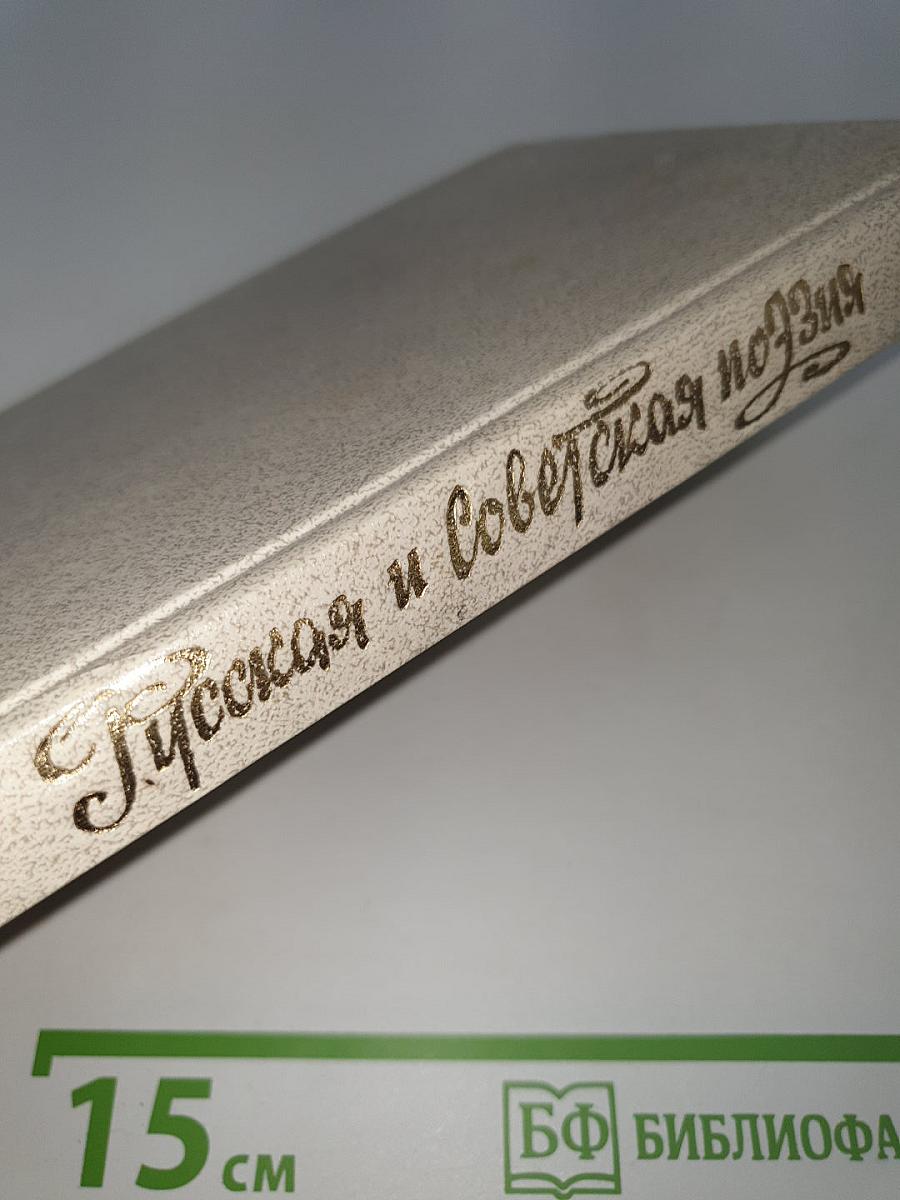 Русская и Советская поэзия
15 см
БФ БИБЛИОФА